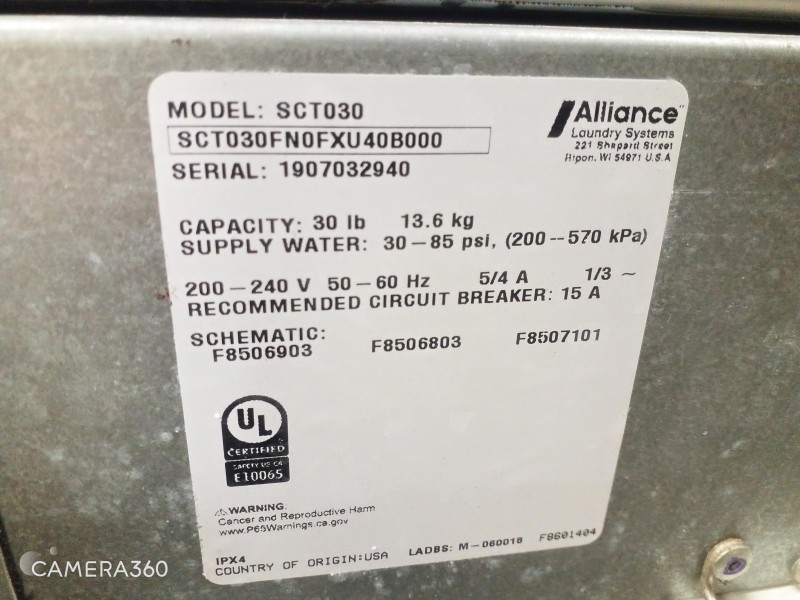 MODEL: SCT030
SCT030FN0FXU40B000
SERIAL: 1907032940
Alliance
Laundry Systems
221 Shepard Street
Ripon, WI 54971 U.S.A
CAPACITY: 30 lb 13.6 kg
SUPPLY WATER: 30-85 psi, (200-570 kPa)
200-240 V 50-60 Hz 5/4 A 1/3 ~
RECOMMENDED CIRCUIT BREAKER: 15 A
SCHEMATIC:
F8506903 F8506803 F8507101
UL
CERTIFIED
SAFETY US CA
E10065
⚠WARNING:
Cancer and Reproductive Harm
www.P65Warnings.ca.gov
IPX4
COUNTRY OF ORIGIN:USA LADBS: M-060018 F8601404
CAMERA360